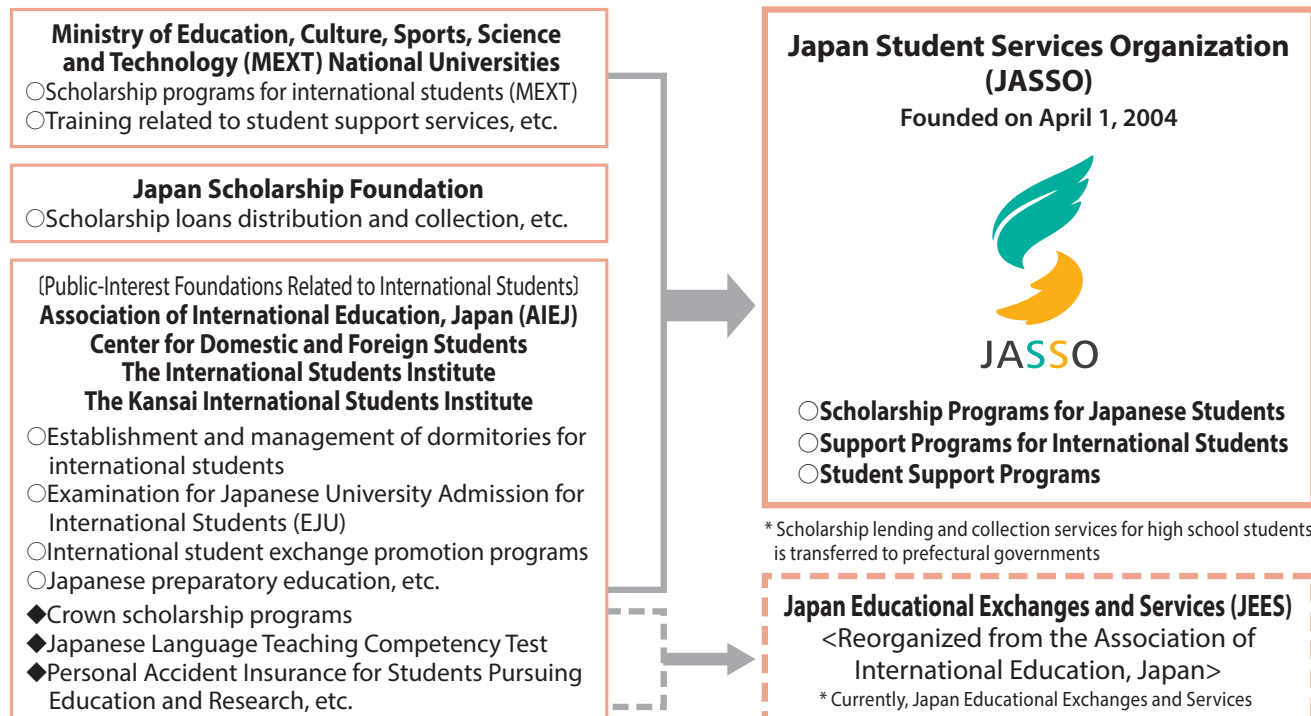 Ministry of Education, Culture, Sports, Science
and Technology (MEXT) National Universities
○Scholarship programs for international students (MEXT)
○Training related to student support services, etc.
Japan Scholarship Foundation
○Scholarship loans distribution and collection, etc.
〔Public-Interest Foundations Related to International Students〕
Association of International Education, Japan (AIEJ)
Center for Domestic and Foreign Students
The International Students Institute
The Kansai International Students Institute
○Establishment and management of dormitories for
international students
○Examination for Japanese University Admission for
International Students (EJU)
○International student exchange promotion programs
○Japanese preparatory education, etc.
◆Crown scholarship programs
◆Japanese Language Teaching Competency Test
◆Personal Accident Insurance for Students Pursuing
Education and Research, etc.
Japan Student Services Organization
(JASSO)
Founded on April 1, 2004
JASSO
○Scholarship Programs for Japanese Students
○Support Programs for International Students
○Student Support Programs
* Scholarship lending and collection services for high school students
is transferred to prefectural governments
Japan Educational Exchanges and Services (JEES)
<Reorganized from the Association of
International Education, Japan>
* Currently, Japan Educational Exchanges and Services